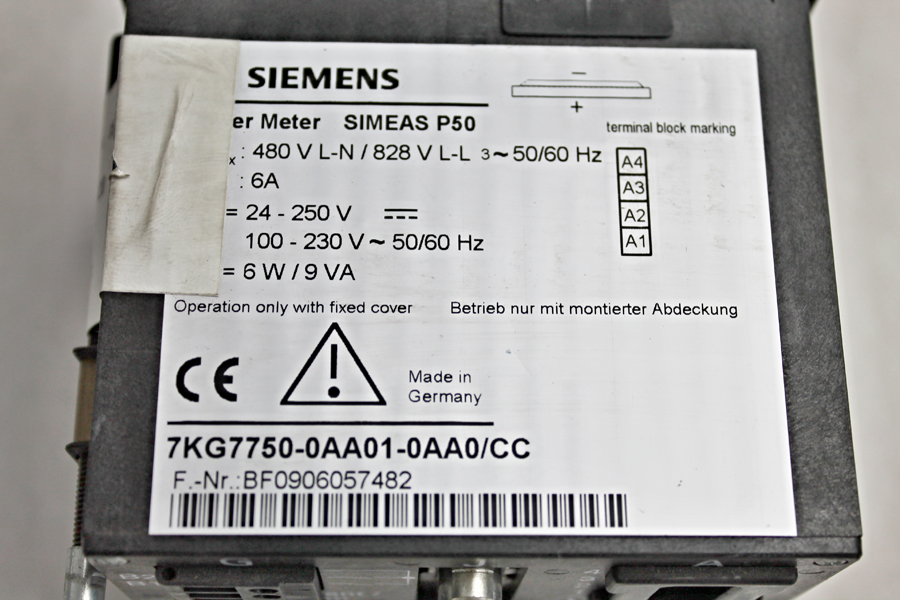 SIEMENS
er Meter SIMEAS P50
x : 480 V L-N / 828 V L-L 3~50/60 Hz
: 6A
= 24 - 250 V
100 - 230 V ~ 50/60 Hz
= 6 W / 9 VA
− +
terminal block marking
A4
A3
A2
A1
Operation only with fixed cover Betrieb nur mit montierter Abdeckung
CE
Made in
Germany
7KG7750-0AA01-0AA0/CC
F.-Nr.:BF0906057482